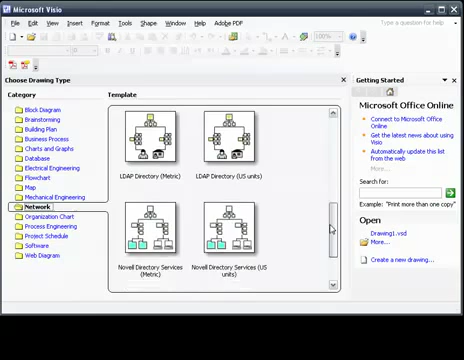 Microsoft Visio
File Edit View Insert Format Tools Shape Window Help Adobe PDF
Type a question for help
100%
Choose Drawing Type
Getting Started
Category
Template
Block Diagram
Brainstorming
Building Plan
Business Process
Charts and Graphs
Database
Electrical Engineering
Flowchart
Map
Mechanical Engineering
Network
Organization Chart
Process Engineering
Project Schedule
Software
Web Diagram
LDAP Directory (Metric)
LDAP Directory (US units)
Novell Directory Services (Metric)
Novell Directory Services (US units)
Microsoft Office Online
Connect to Microsoft Office Online
Get the latest news about using Visio
Automatically update this list from the web
More...
Search for:
Example: "Print more than one copy"
Open
Drawing1.vsd
More...
Create a new drawing...